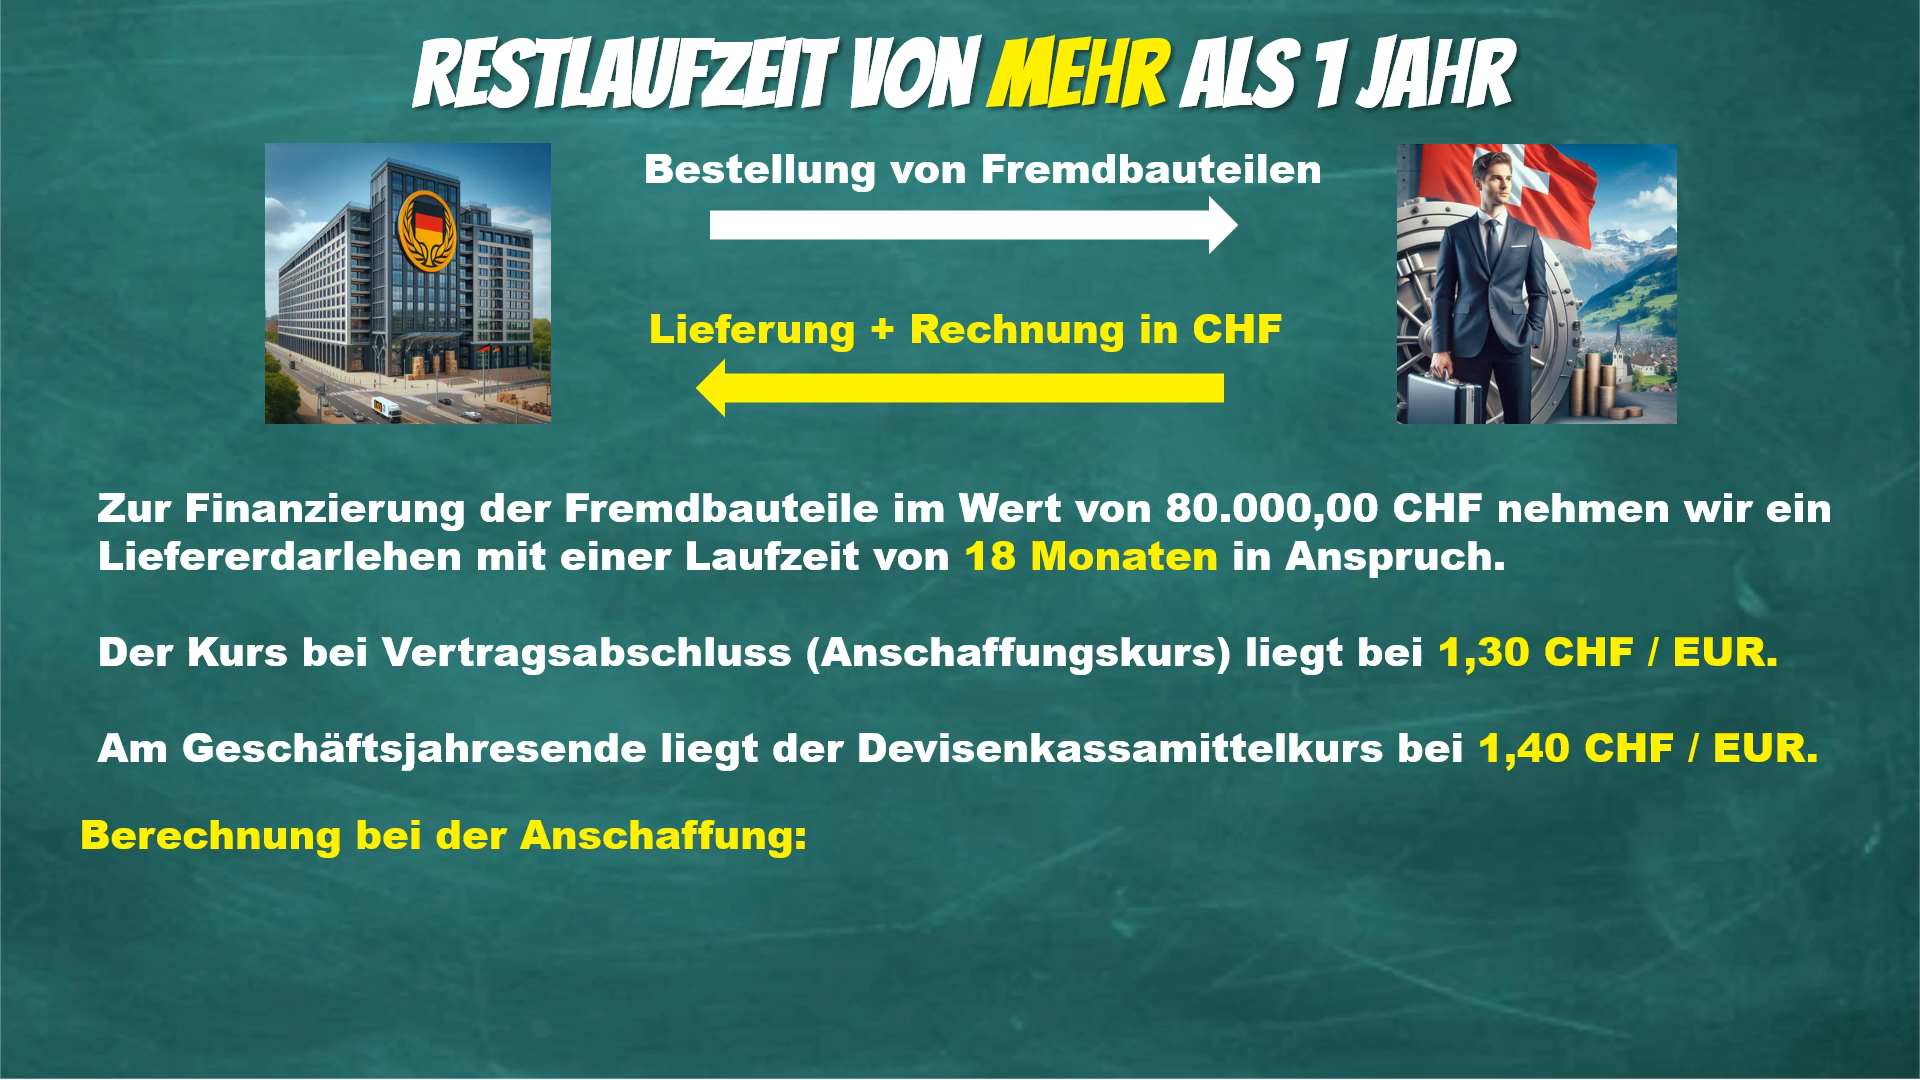 RESTLAUFZEIT VON MEHR ALS 1 JAHR
Bestellung von Fremdbauteilen
Lieferung + Rechnung in CHF
Zur Finanzierung der Fremdbauteile im Wert von 80.000,00 CHF nehmen wir ein
Liefererdarlehen mit einer Laufzeit von 18 Monaten in Anspruch.
Der Kurs bei Vertragsabschluss (Anschaffungskurs) liegt bei 1,30 CHF / EUR.
Am Geschäftsjahresende liegt der Devisenkassamittelkurs bei 1,40 CHF / EUR.
Berechnung bei der Anschaffung: